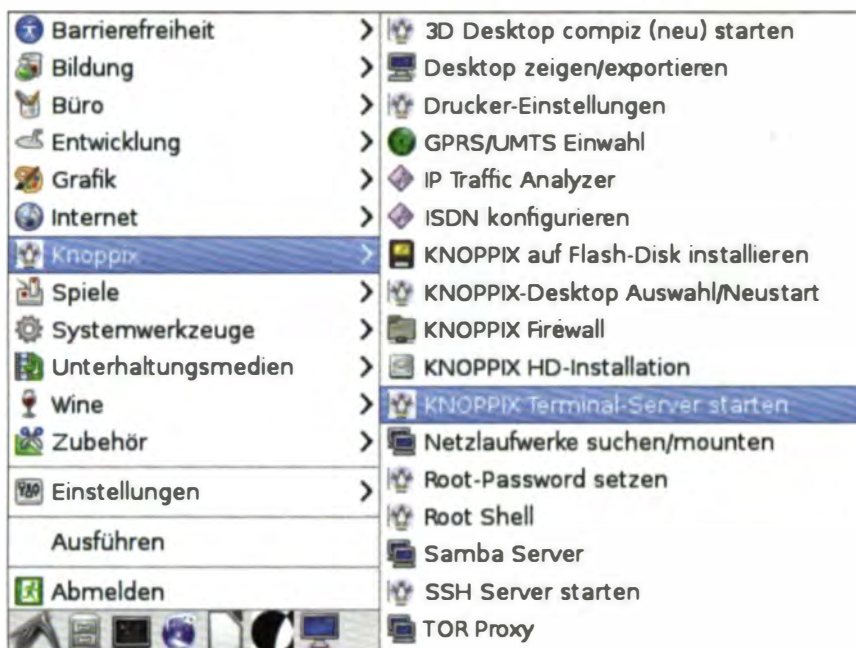 Barrierefreiheit
Bildung
Büro
Entwicklung
Grafik
Internet
Knoppix
Spiele
Systemwerkzeuge
Unterhaltungsmedien
Wine
Zubehör
Einstellungen
Ausführen
Abmelden
3D Desktop compiz (neu) starten
Desktop zeigen/exportieren
Drucker-Einstellungen
GPRS/UMTS Einwahl
IP Traffic Analyzer
ISDN konfigurieren
KNOPPIX auf Flash-Disk installieren
KNOPPIX-Desktop Auswahl/Neustart
KNOPPIX Firewall
KNOPPIX HD-Installation
KNOPPIX Terminal-Server starten
Netzlaufwerke suchen/mounten
Root-Password setzen
Root Shell
Samba Server
SSH Server starten
TOR Proxy